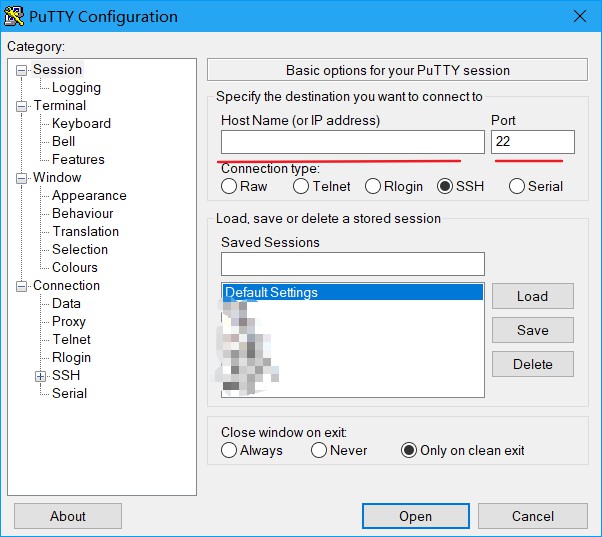 PuTTY Configuration
Category:
Session
Logging
Terminal
Keyboard
Bell
Features
Window
Appearance
Behaviour
Translation
Selection
Colours
Connection
Data
Proxy
Telnet
Rlogin
SSH
Serial
Basic options for your PuTTY session
Specify the destination you want to connect to
Host Name (or IP address) Port
22
Connection type:
Raw Telnet Rlogin SSH Serial
Load, save or delete a stored session
Saved Sessions
Default Settings
Load
Save
Delete
Close window on exit:
Always Never Only on clean exit
About Open Cancel